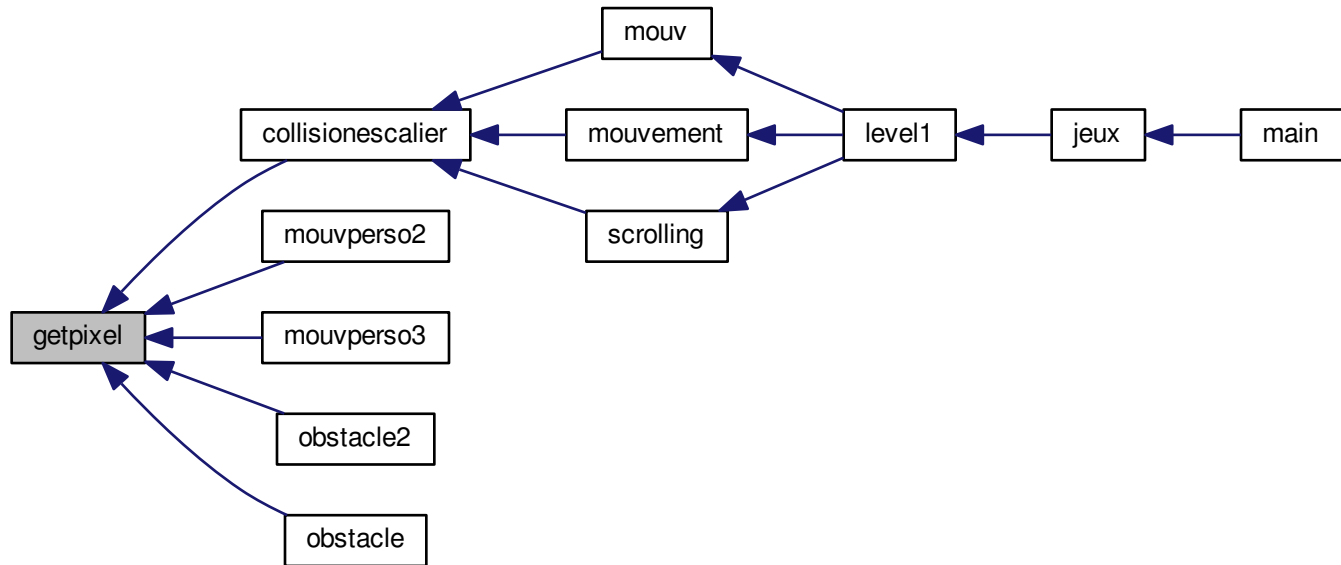 mouv
collisionescalier
mouvement
level1
jeux
main
mouvperso2
scrolling
getpixel
mouvperso3
obstacle2
obstacle